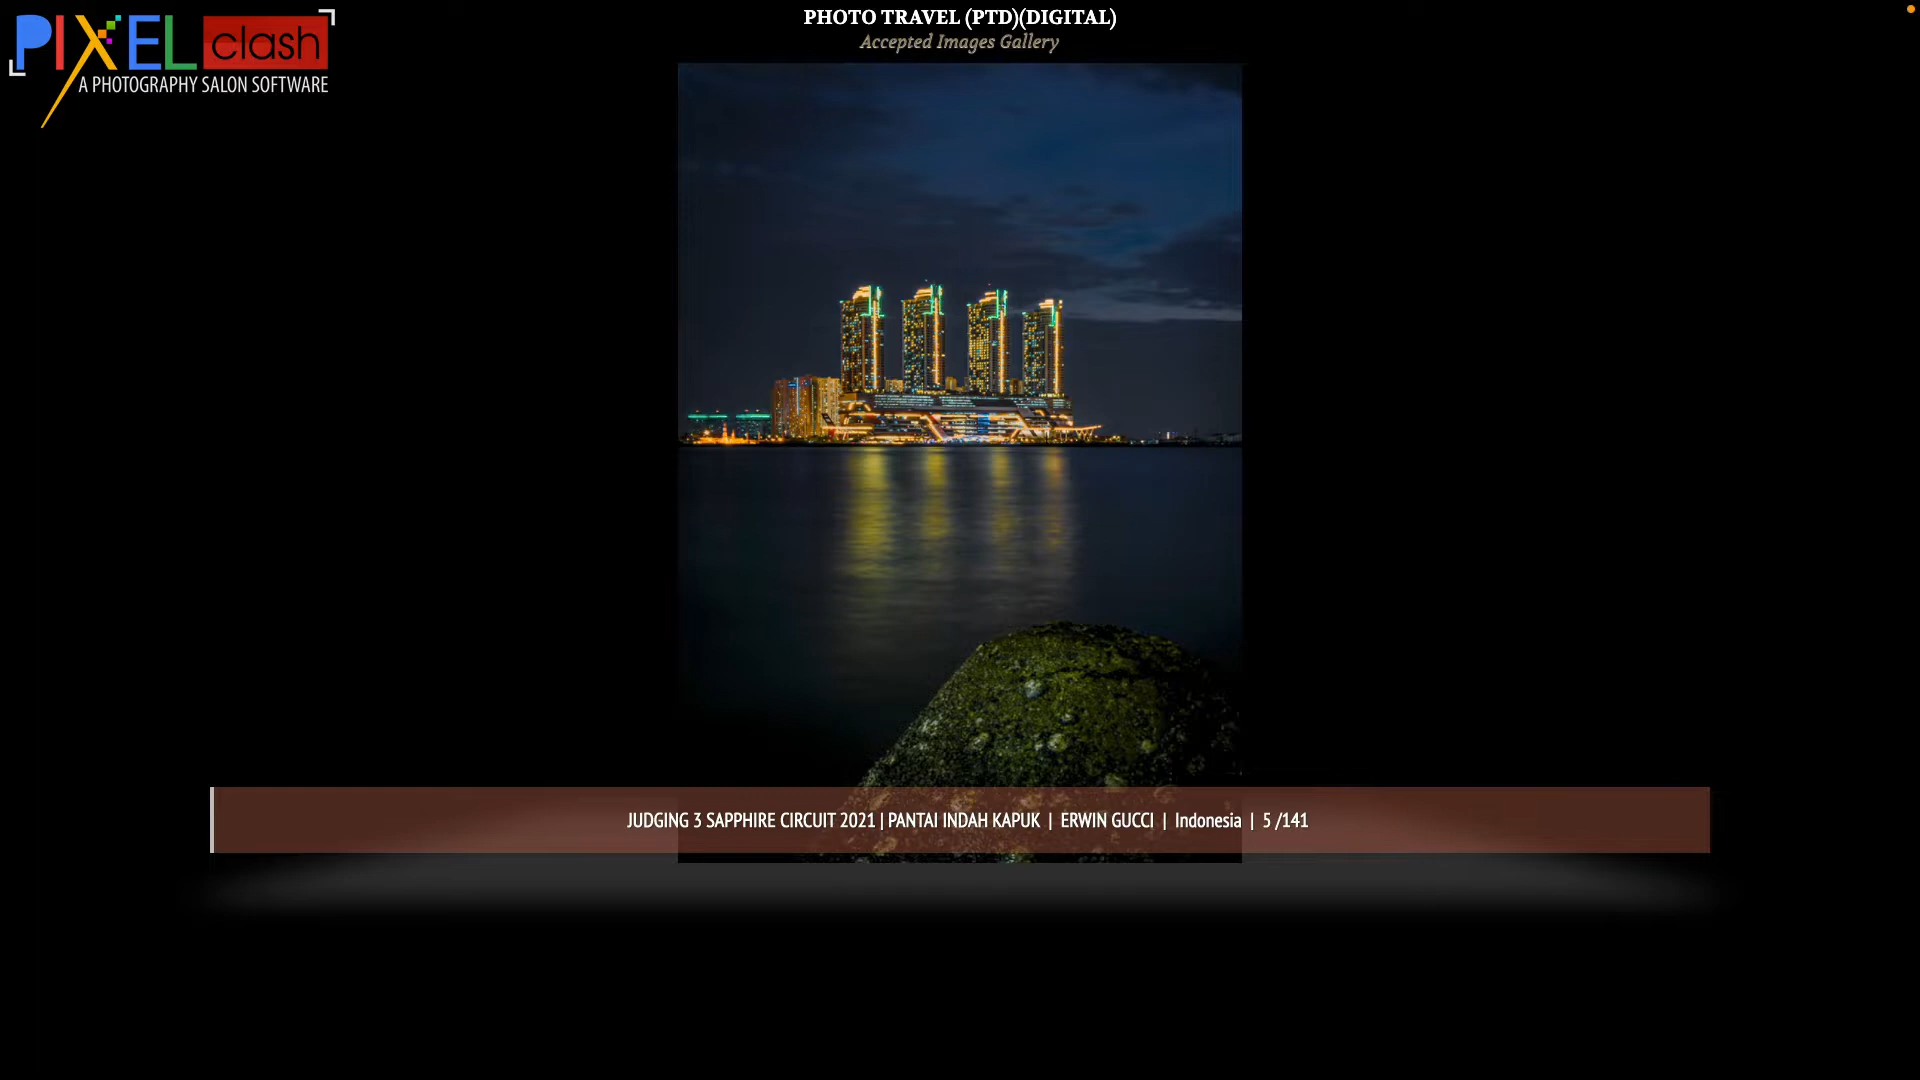 PIXEL clash
A PHOTOGRAPHY SALON SOFTWARE
PHOTO TRAVEL (PTD)(DIGITAL)
Accepted Images Gallery
JUDGING 3 SAPPHIRE CIRCUIT 2021 | PANTAI INDAH KAPUK | ERWIN GUCCI | Indonesia | 5 /141